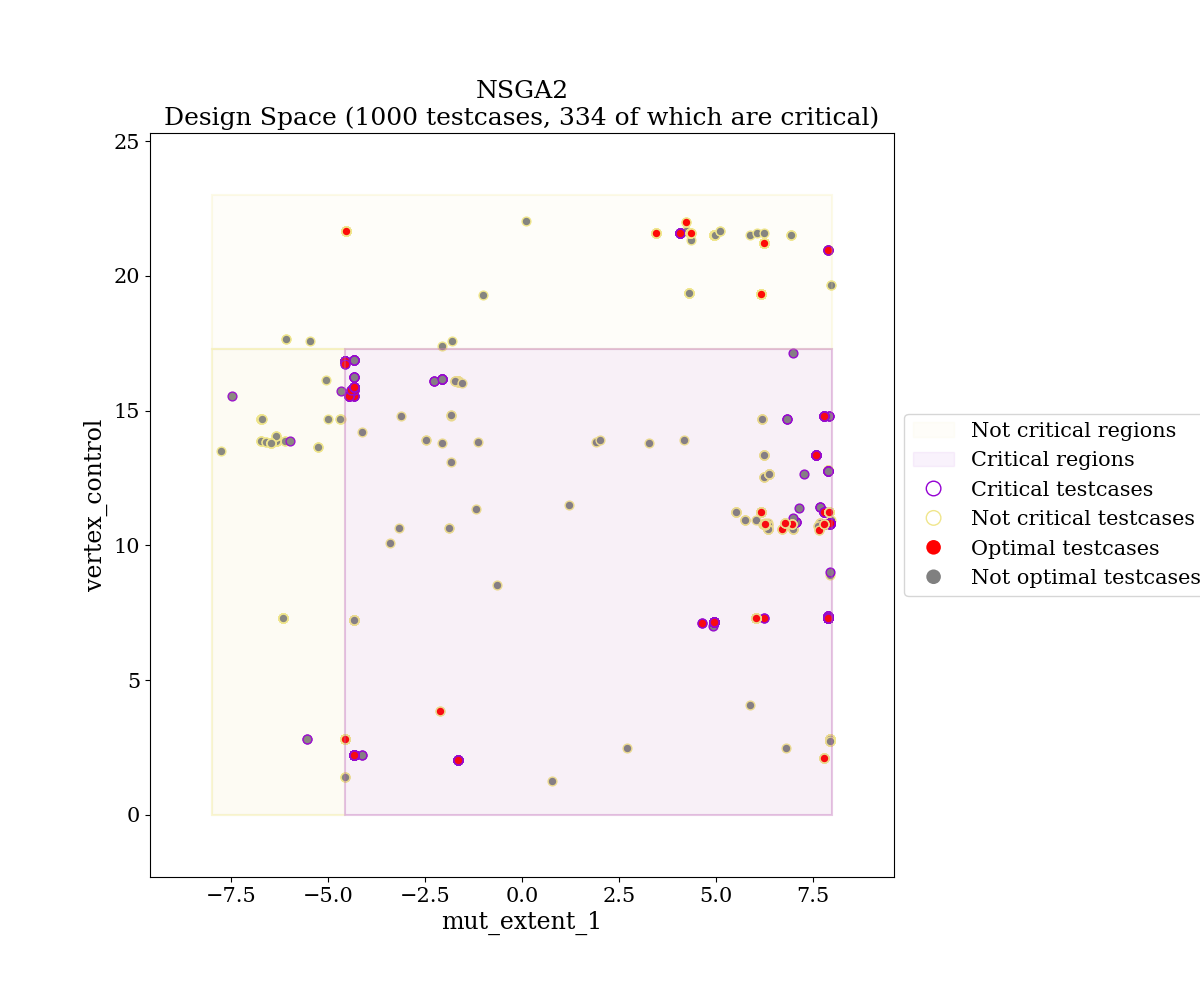 NSGA2
Design Space (1000 testcases, 334 of which are critical)
25
20
15
10
5
0
vertex_control
−7.5
−5.0
−2.5
0.0
2.5
5.0
7.5
mut_extent_1
Not critical regions
Critical regions
Critical testcases
Not critical testcases
Optimal testcases
Not optimal testcases